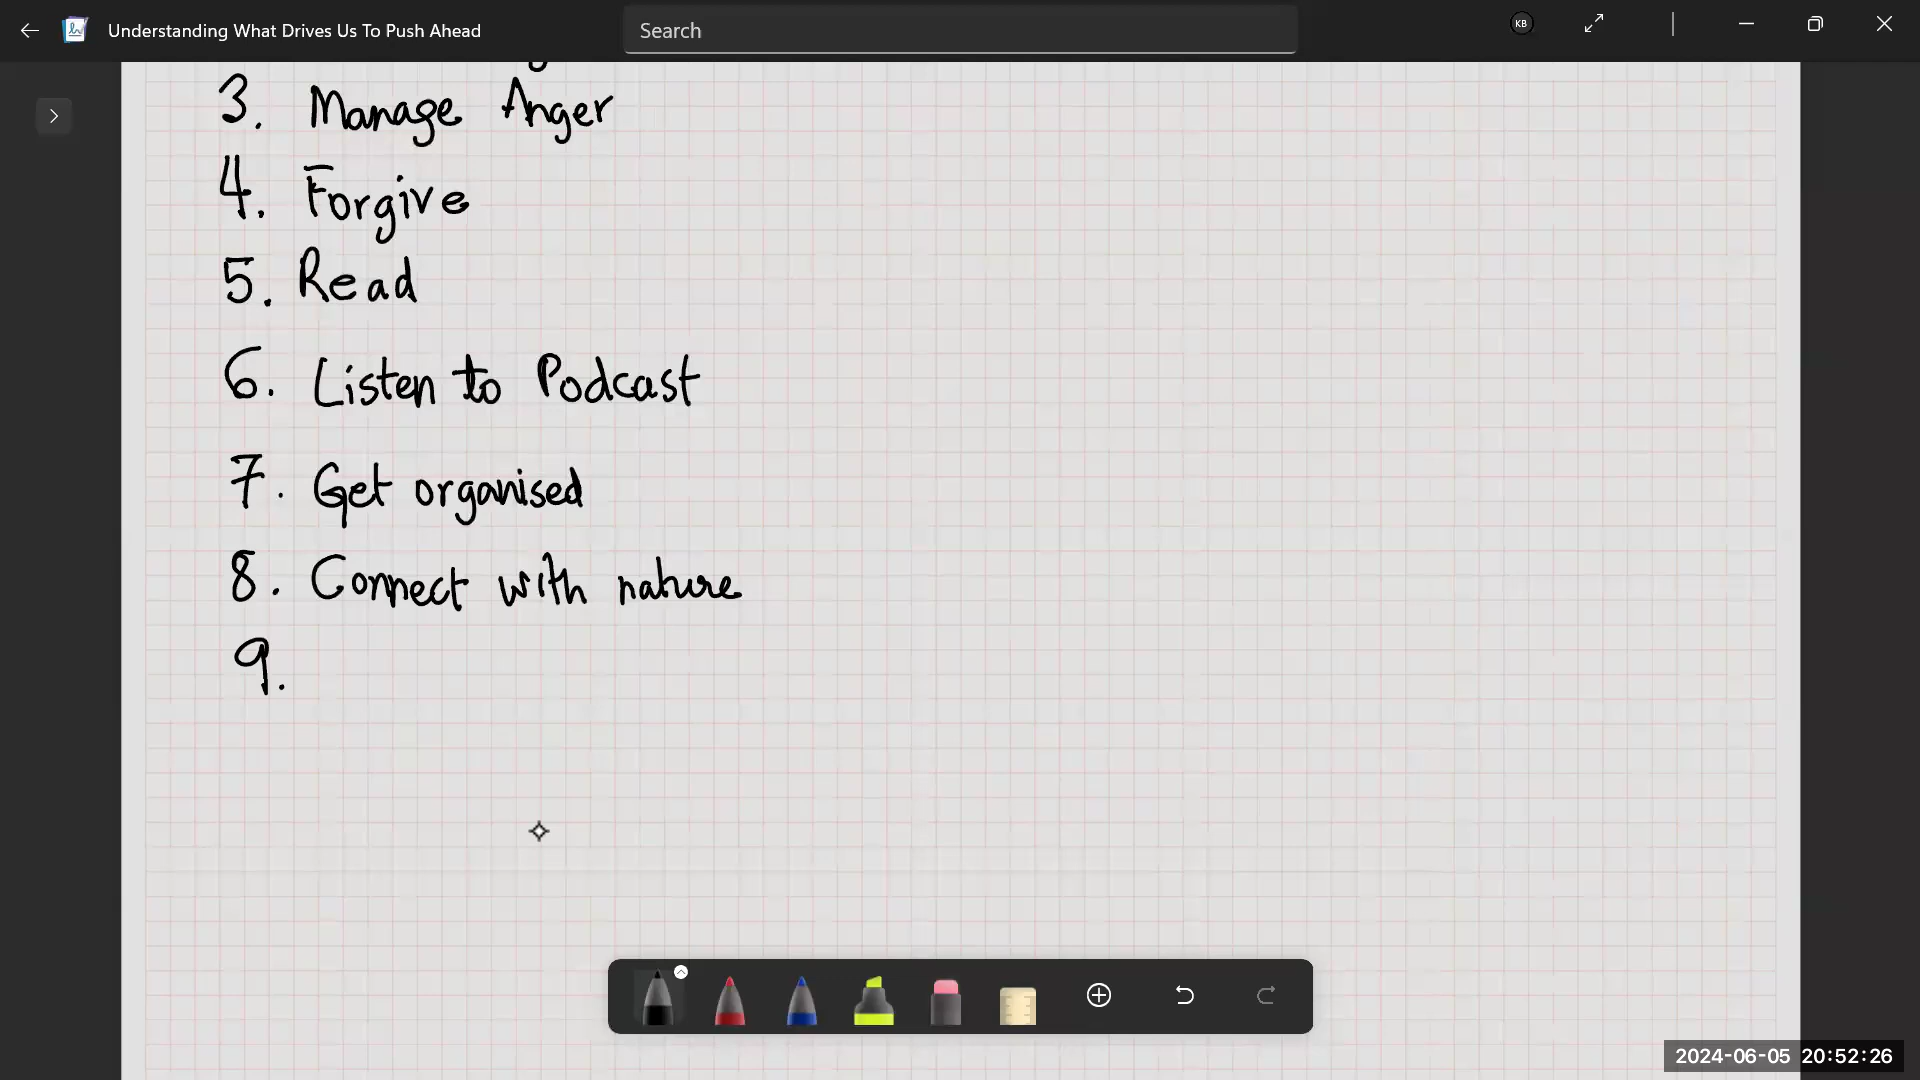 Understanding What Drives Us To Push Ahead
Search
KB
3. Manage Anger
4. Forgive
5. Read
6. Listen to Podcast
7. Get organised
8. Connect with nature
9.
2024-06-05 20:52:26